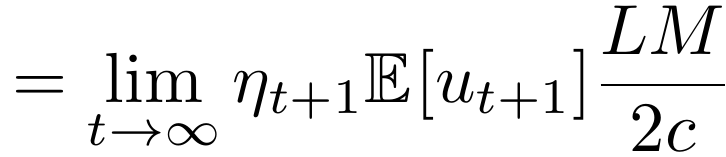 = \lim_{t \to \infty} \eta_{t+1} \mathbb{E}[u_{t+1}] \frac{LM}{2c}